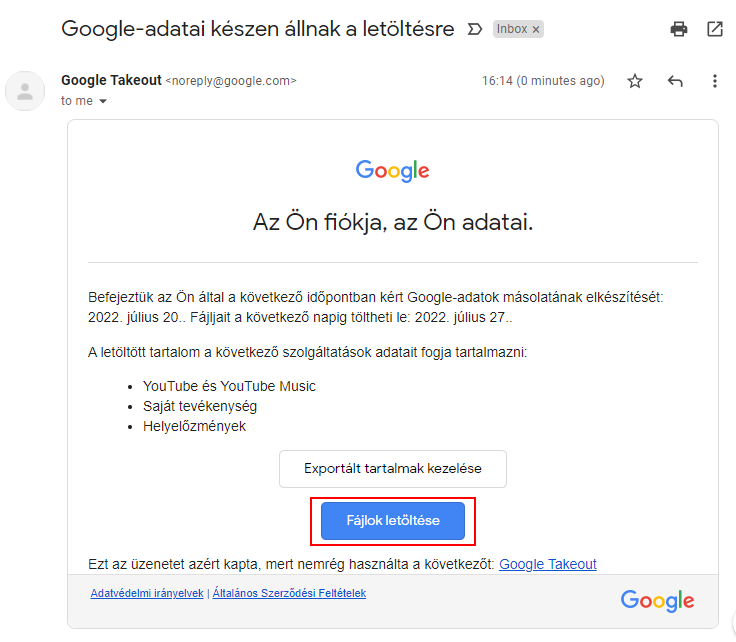 Google-adatai készen állnak a letöltésre Inbox ×
Google Takeout <noreply@google.com> 16:14 (0 minutes ago)
to me
Google
Az Ön fiókja, az Ön adatai.
Befejeztük az Ön által a következő időpontban kért Google-adatok másolatának elkészítését:
2022. július 20.. Fájljait a következő napig töltheti le: 2022. július 27..
A letöltött tartalom a következő szolgáltatások adatait fogja tartalmazni:
• YouTube és YouTube Music
• Saját tevékenység
• Helyelőzmények
Exportált tartalmak kezelése
Fájlok letöltése
Ezt az üzenetet azért kapta, mert nemrég használta a következőt: Google Takeout
Adatvédelmi irányelvek | Általános Szerződési Feltételek Google